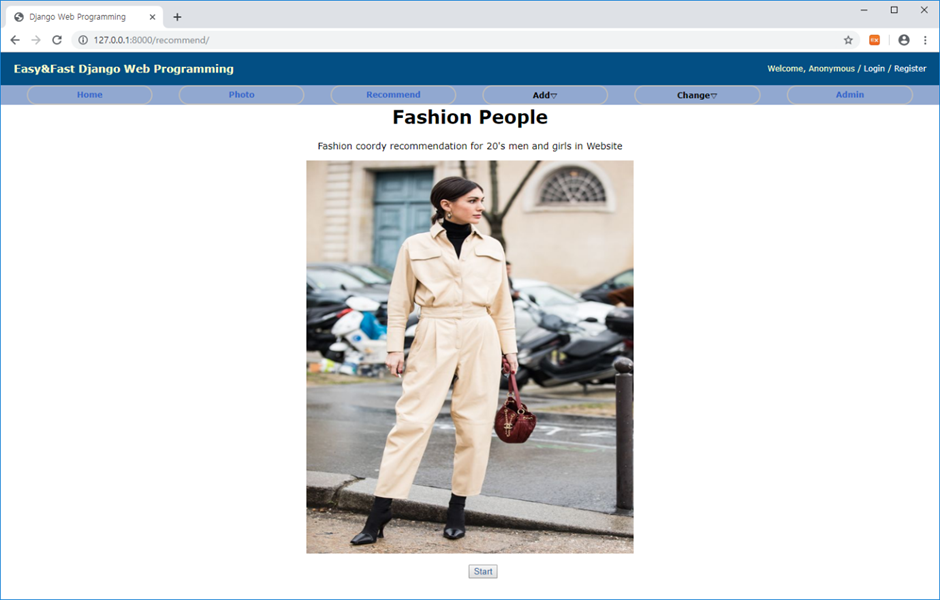 Django Web Programming
127.0.0.1:8000/recommend/
Easy&Fast Django Web Programming
Welcome, Anonymous / Login / Register
Home Photo Recommend Add▽ Change▽ Admin
Fashion People
Fashion coordy recommendation for 20's men and girls in Website
Start